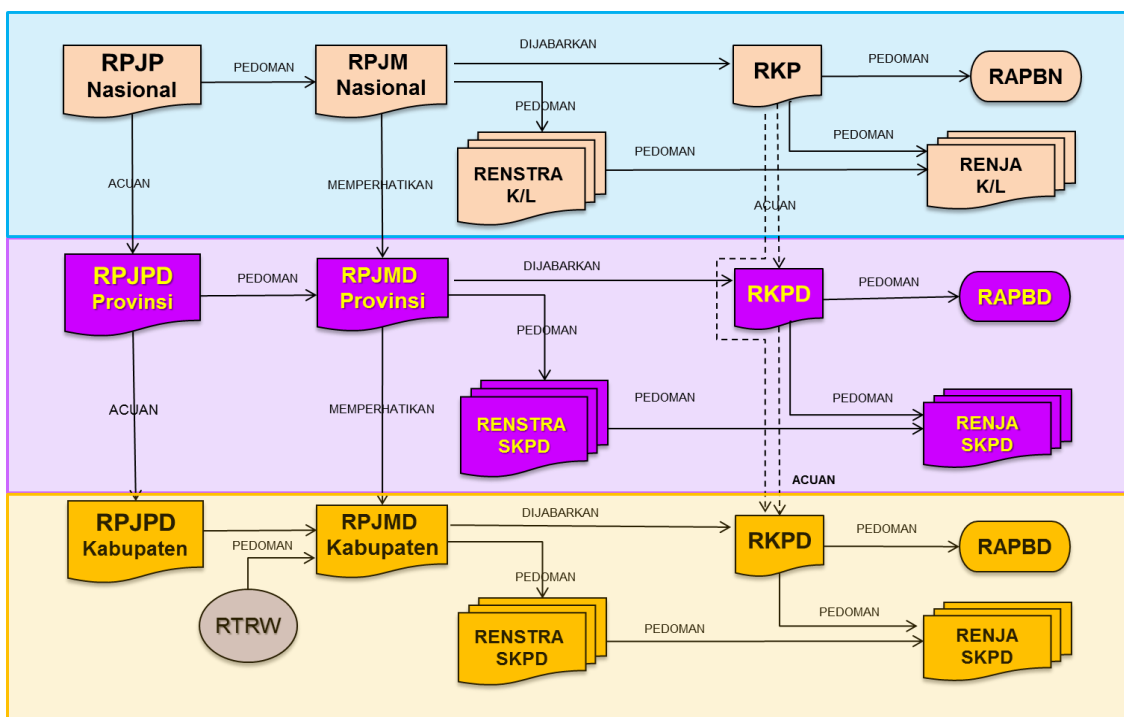 DIJABARKAN
RPJP
Nasional
PEDOMAN
RPJM
Nasional
RKP
PEDOMAN
RAPBN
PEDOMAN
RENSTRA
K/L
PEDOMAN
PEDOMAN
RENJA
K/L
ACUAN
MEMPERHATIKAN
ACUAN
RPJPD
Provinsi
PEDOMAN
RPJMD
Provinsi
DIJABARKAN
RKPD
PEDOMAN
RAPBD
PEDOMAN
RENSTRA
SKPD
PEDOMAN
PEDOMAN
RENJA
SKPD
ACUAN
MEMPERHATIKAN
ACUAN
RPJPD
Kabupaten
PEDOMAN
RPJMD
Kabupaten
DIJABARKAN
RKPD
PEDOMAN
RAPBD
RTRW
PEDOMAN
RENSTRA
SKPD
PEDOMAN
PEDOMAN
RENJA
SKPD